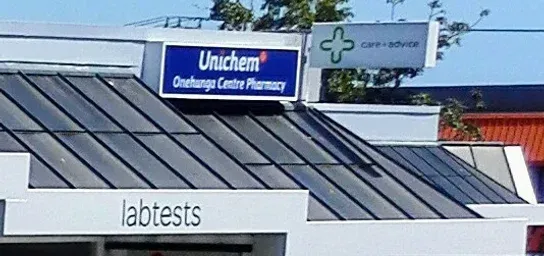 Unichem
Onehunga Centre Pharmacy
care + advice
labtests